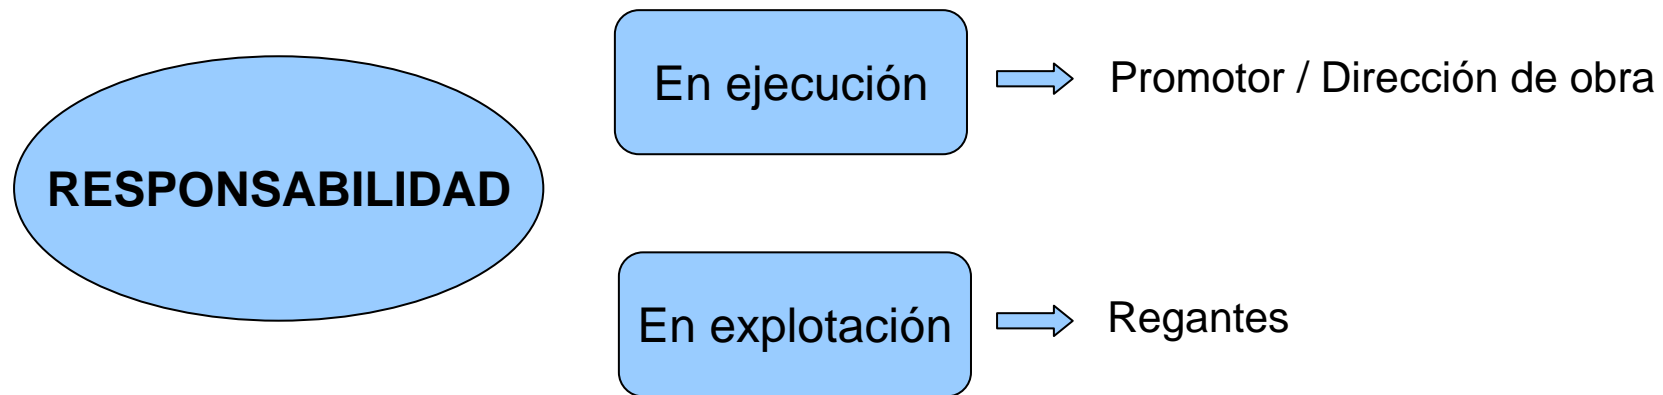 RESPONSABILIDAD
En ejecución
Promotor / Dirección de obra
En explotación
Regantes